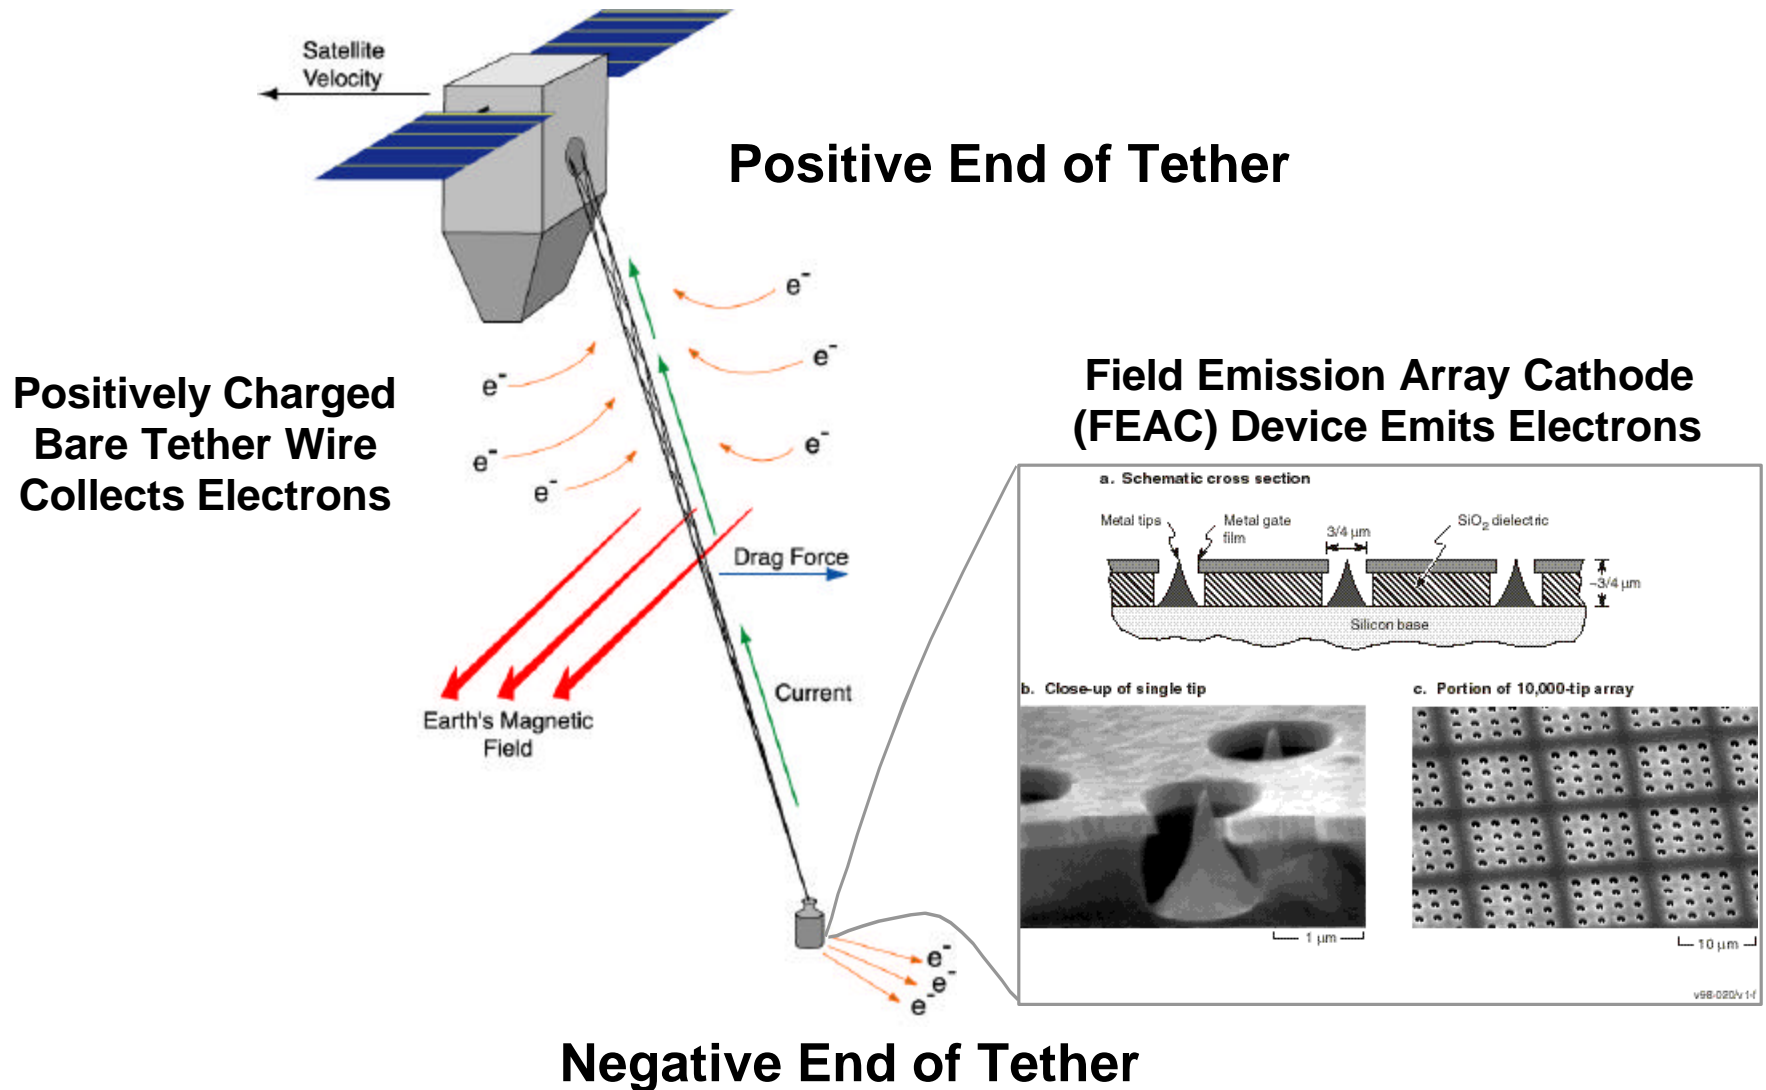 Satellite
Velocity
Positive End of Tether
e-
e-
e-
e-
e-
e-
Positively Charged
Bare Tether Wire
Collects Electrons
Drag Force
Current
Earth's Magnetic
Field
e-
e-
e-
Negative End of Tether
Field Emission Array Cathode
(FEAC) Device Emits Electrons
a. Schematic cross section
Metal tips
Metal gate
film
3/4 µm
SiO2 dielectric
~3/4 µm
Silicon base
b. Close-up of single tip
1 µm
c. Portion of 10,000-tip array
10 µm
v98-020/v1-f